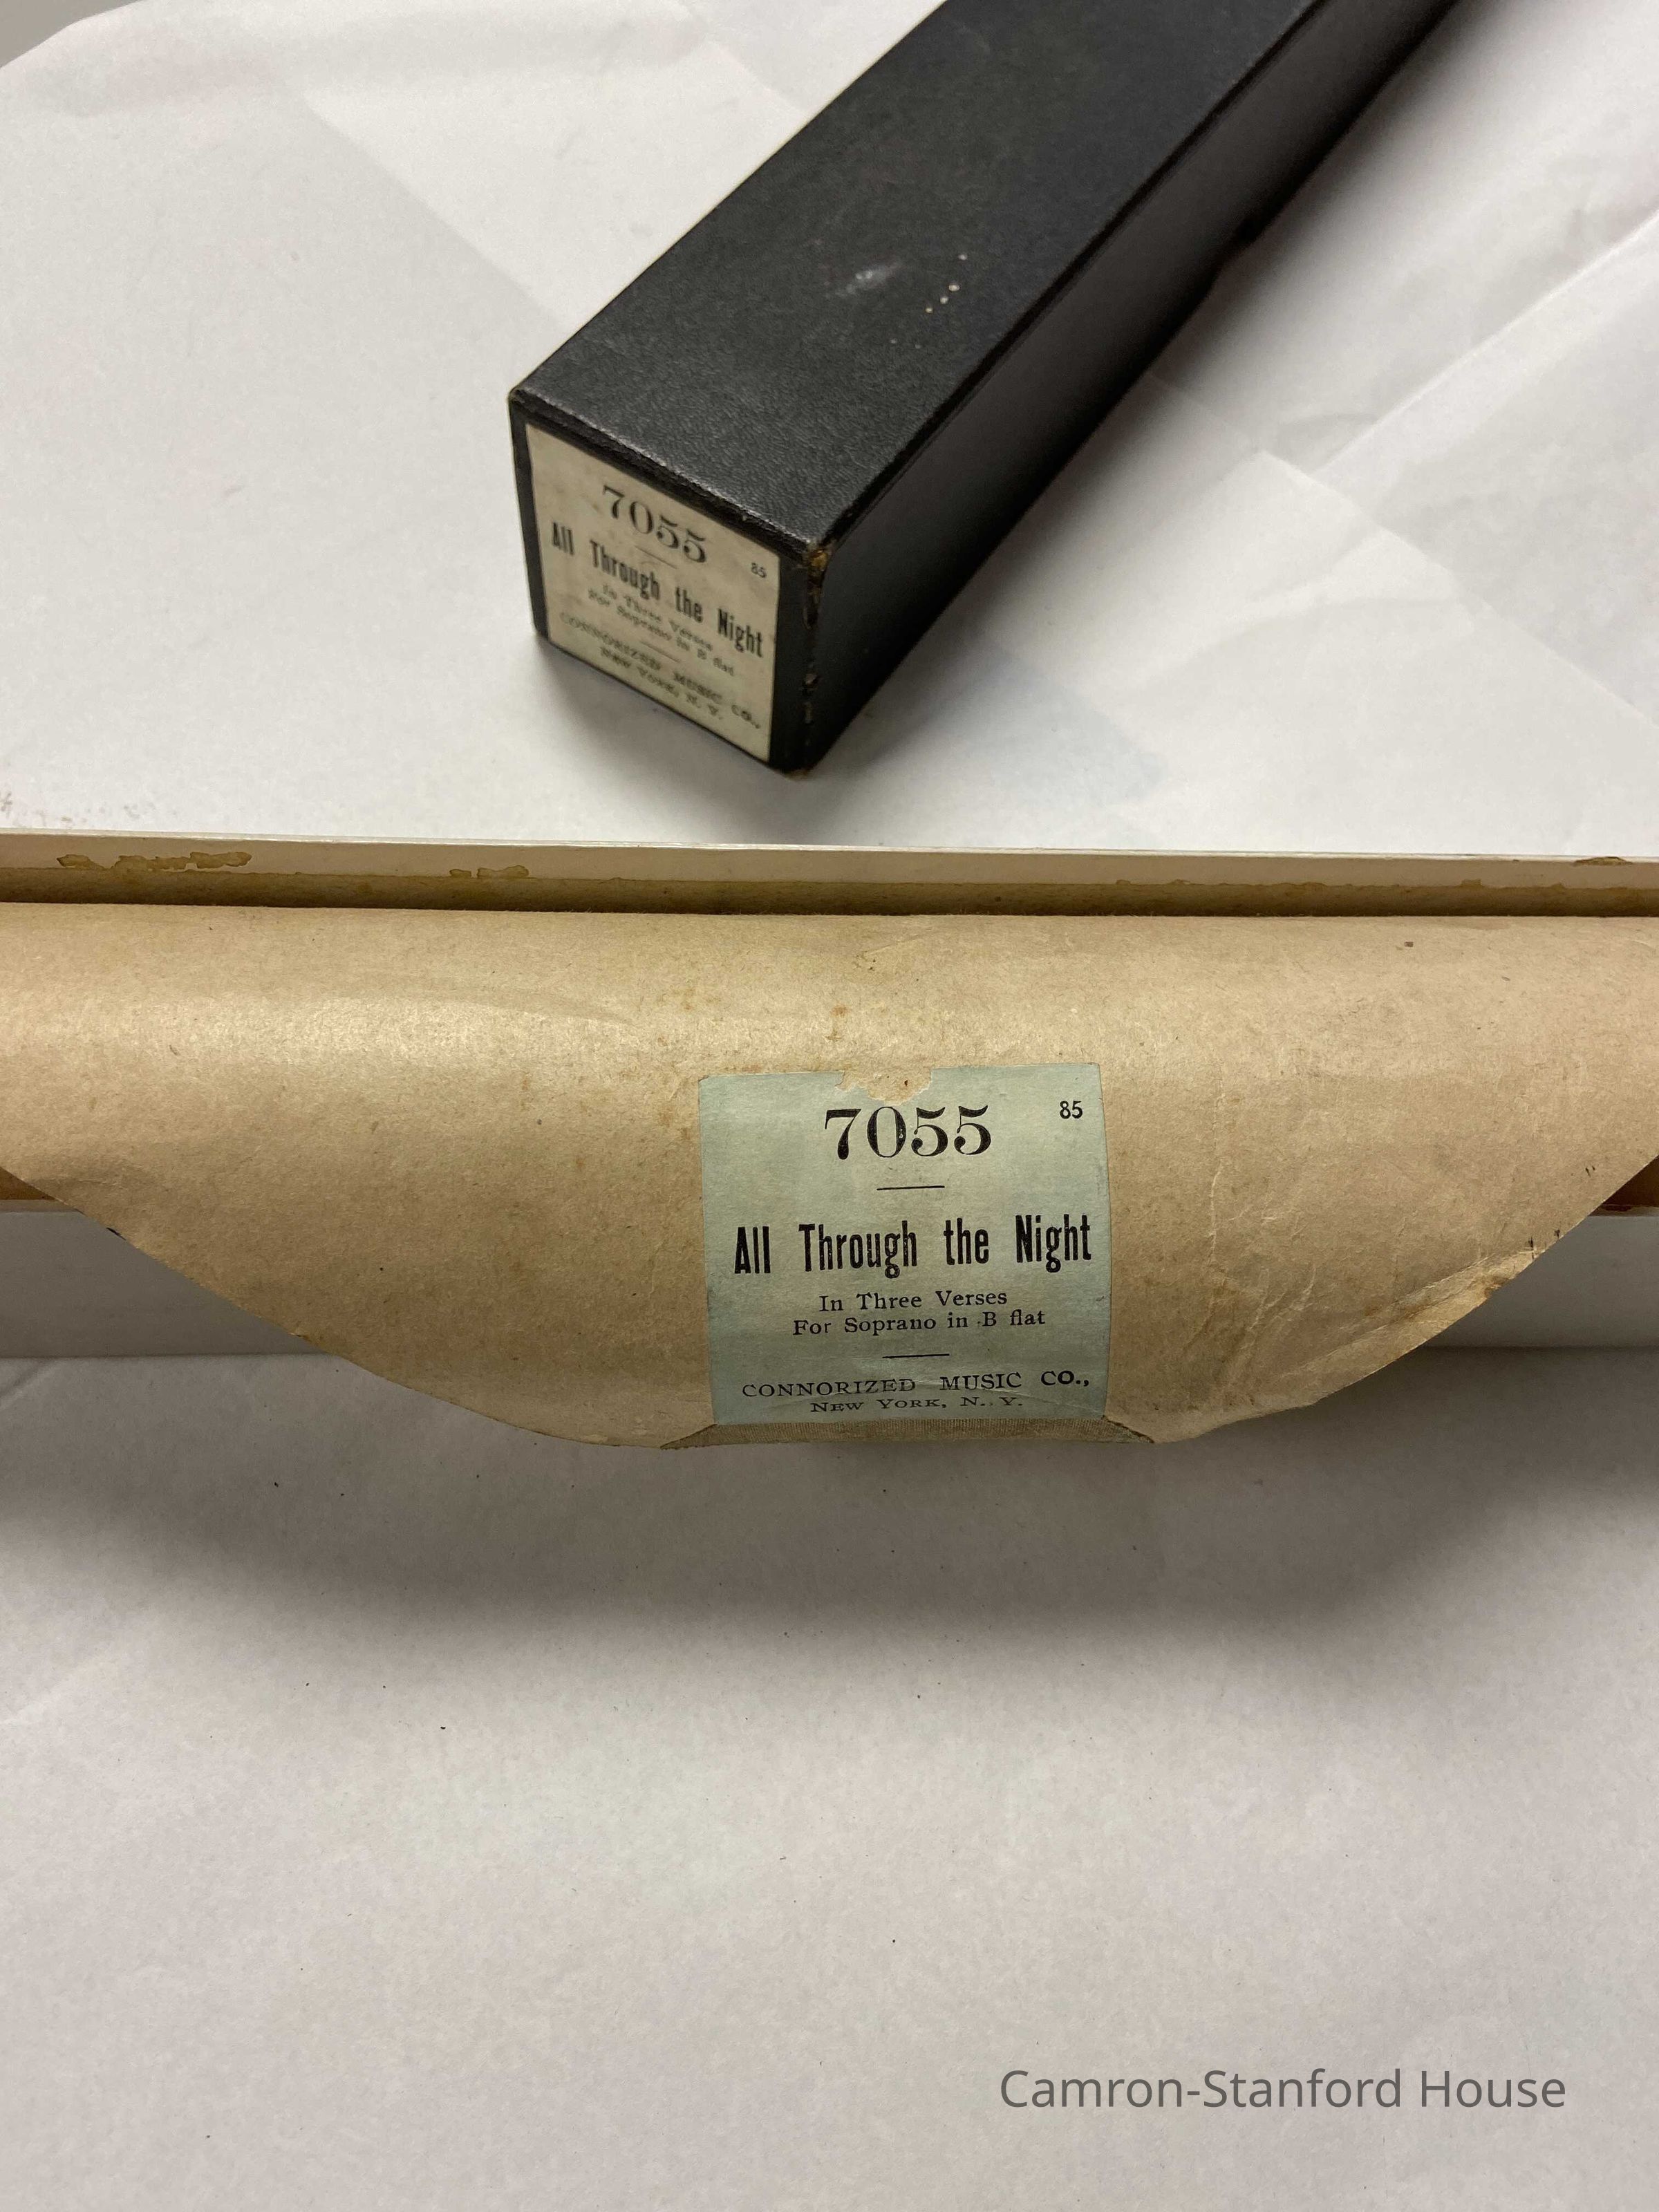 7055
85
All Through the Night
In Three Verses
For Soprano in B flat
CONNORIZED MUSIC CO.,
NEW YORK, N. Y.
7055
85
All Through the Night
In Three Verses
For Soprano in B flat
CONNORIZED MUSIC CO.,
NEW YORK, N. Y.
Camron-Stanford House